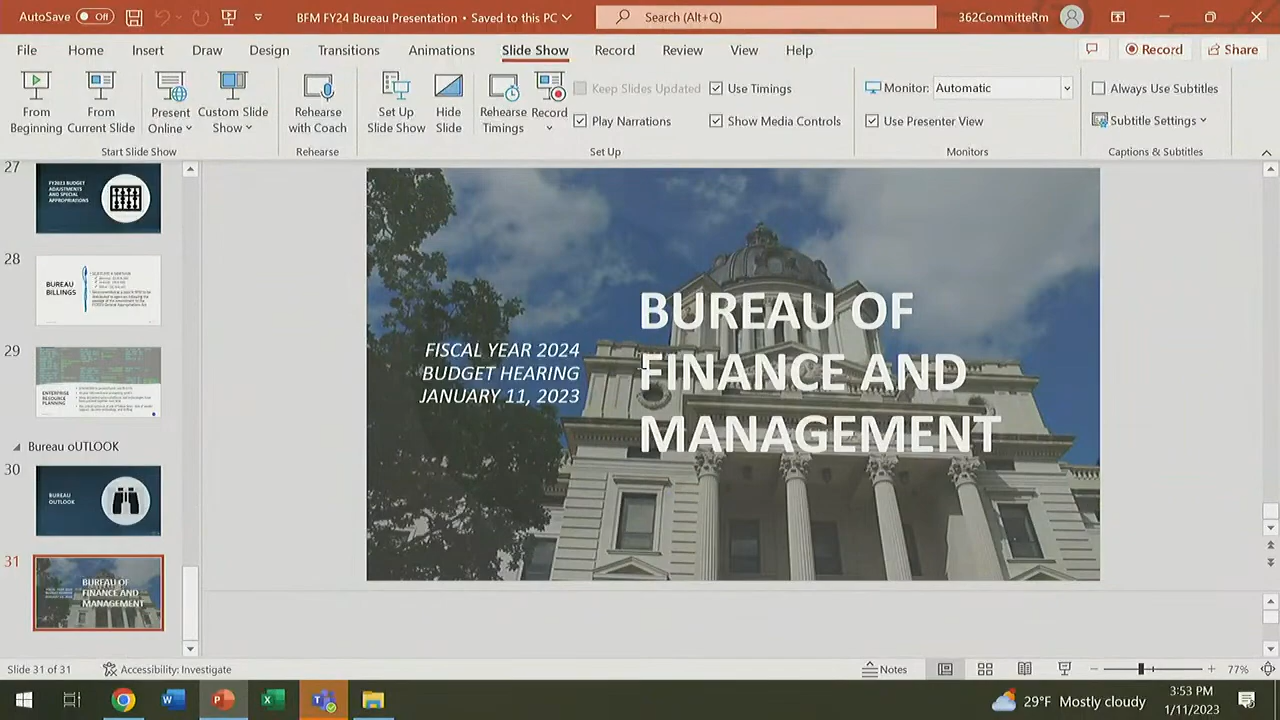 AutoSave Off
BFM FY24 Bureau Presentation • Saved to this PC
Search (Alt+Q)
362CommitteRm
File Home Insert Draw Design Transitions Animations Slide Show Record Review View Help
Record Share
From Beginning
From Current Slide
Present Online
Custom Slide Show
Rehearse with Coach
Set Up Slide Show
Hide Slide
Rehearse Timings
Record
Keep Slides Updated
Use Timings
Play Narrations
Show Media Controls
Monitor: Automatic
Use Presenter View
Always Use Subtitles
Subtitle Settings
Start Slide Show
Rehearse
Set Up
Monitors
Captions & Subtitles
27
FY2023 BUDGET
ADJUSTMENTS
AND SPECIAL
APPROPRIATIONS
28
BUREAU
BILLINGS
29
ENTERPRISE
RESOURCE
PLANNING
Bureau oUTLOOK
30
BUREAU
OUTLOOK
31
BUREAU OF
FINANCE AND
MANAGEMENT
FISCAL YEAR 2024
BUDGET HEARING
JANUARY 11, 2023
BUREAU OF
FINANCE AND
MANAGEMENT
Slide 31 of 31
Accessibility: Investigate
Notes
77%
29°F Mostly cloudy
3:53 PM
1/11/2023